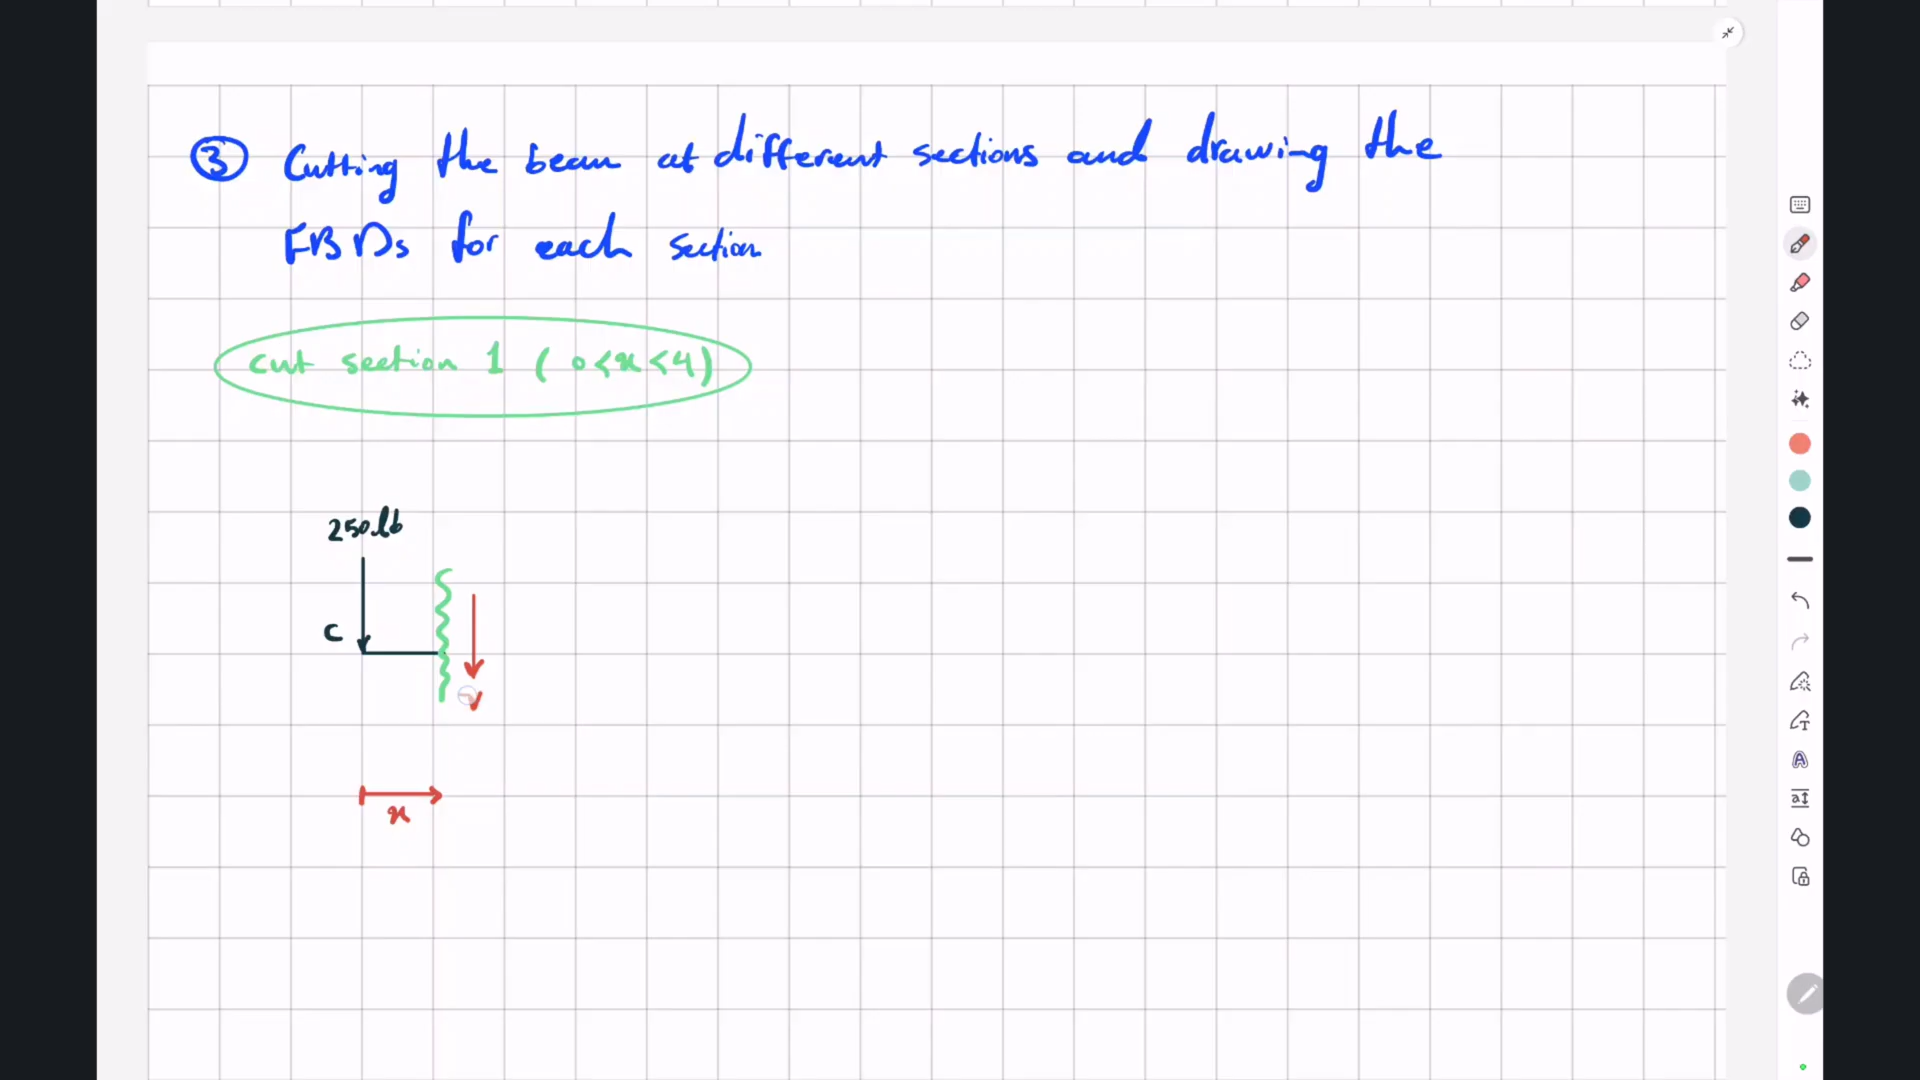 3 Cutting the beam at different sections and drawing the
FBDs for each section
cut section 1 ( 0<x<4)
250lb
C
V
x